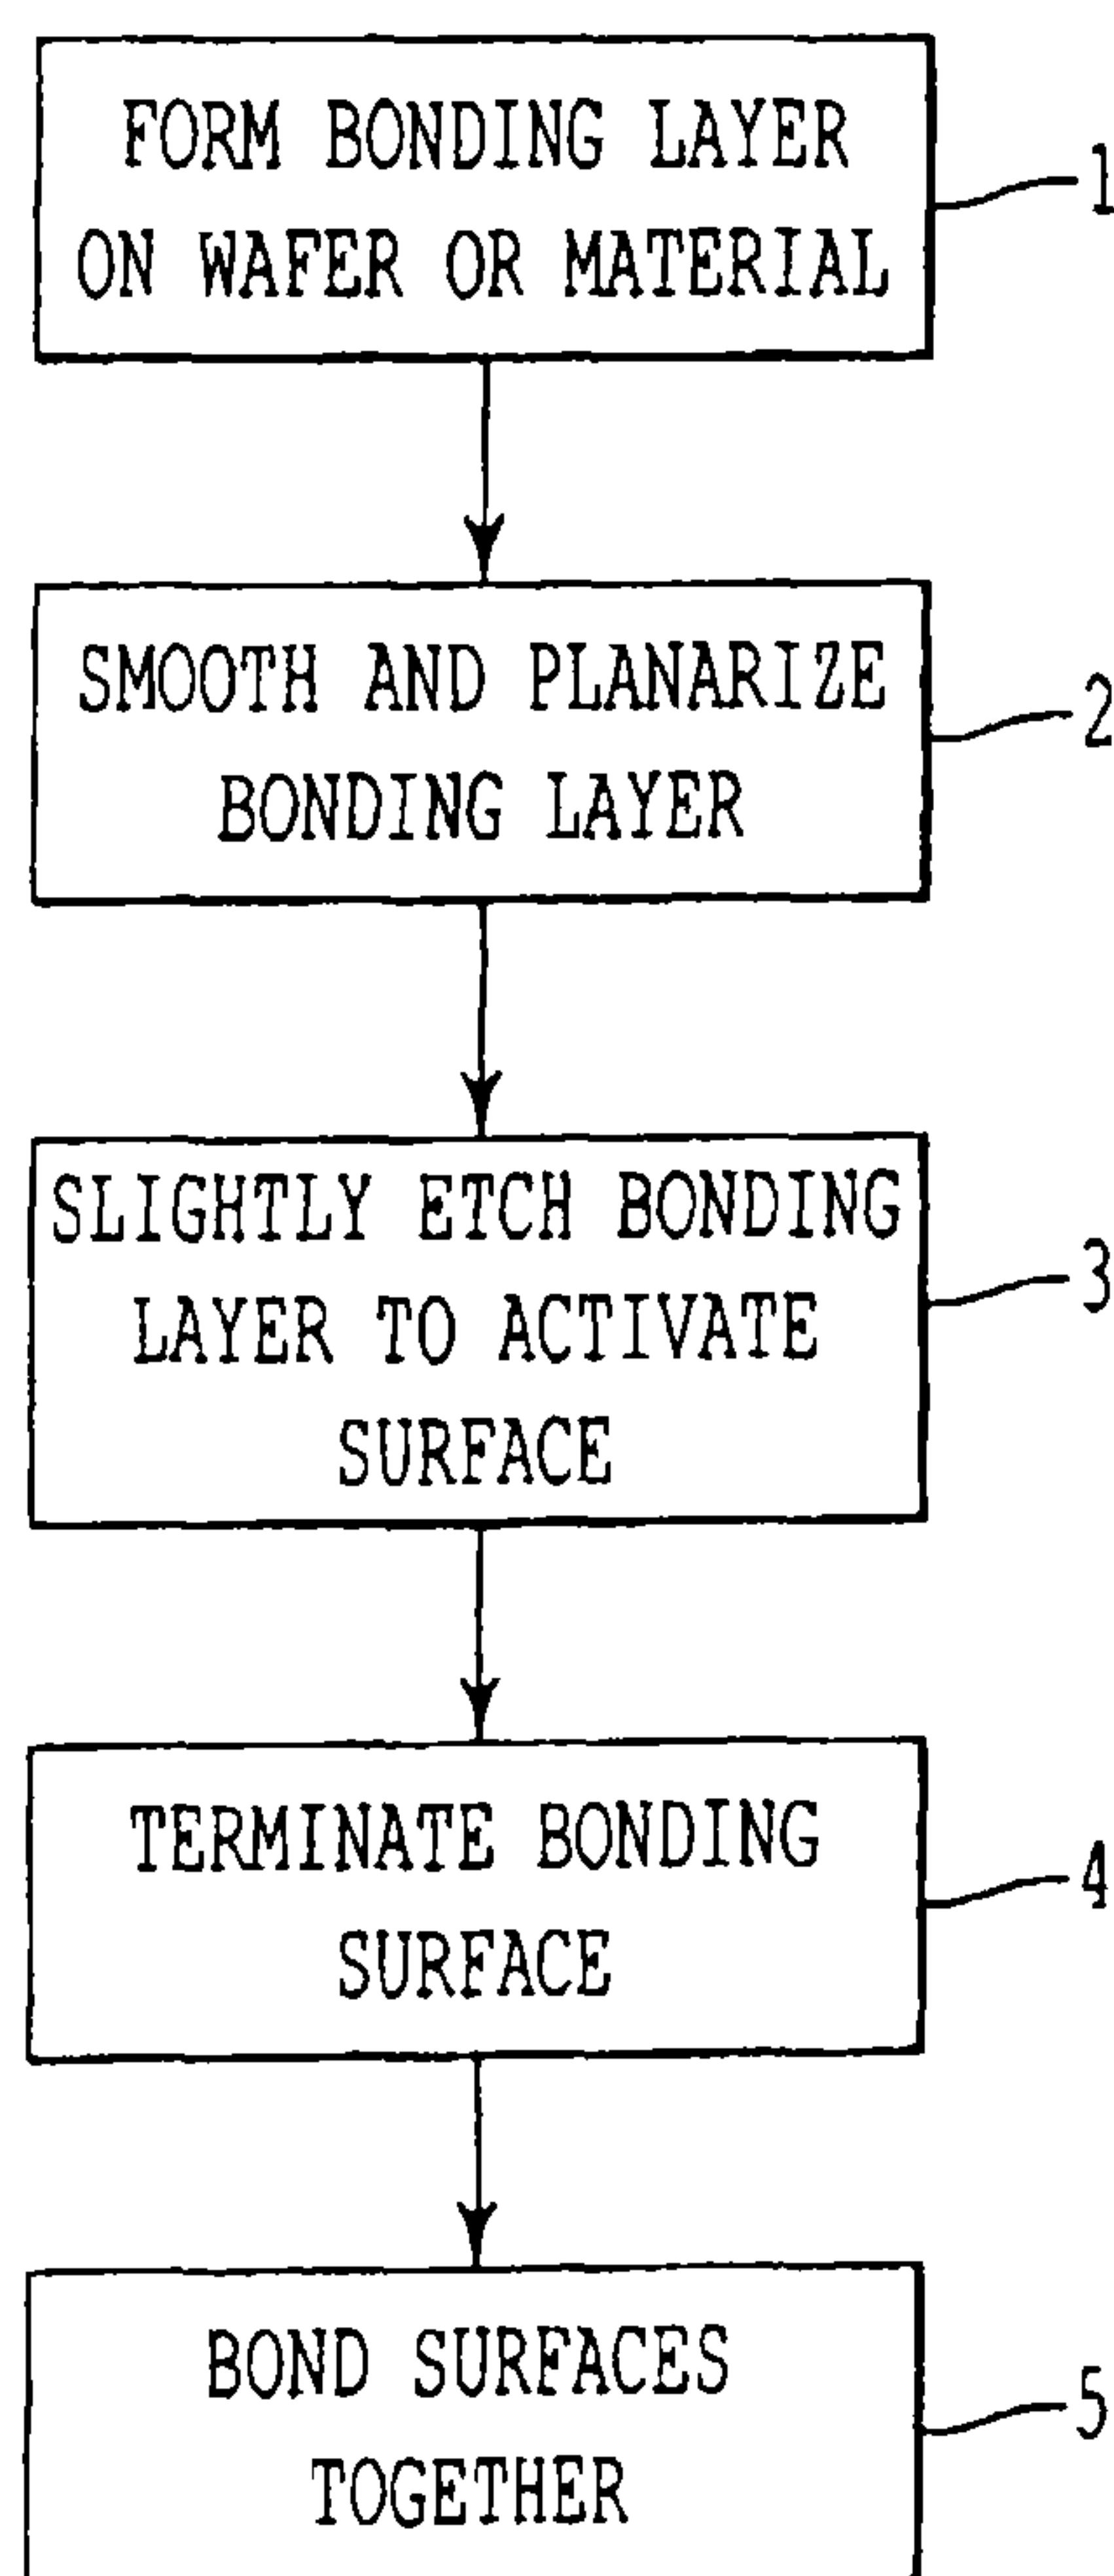 FORM BONDING LAYER
ON WAFER OR MATERIAL
1
SMOOTH AND PLANARIZE
BONDING LAYER
2
SLIGHTLY ETCH BONDING
LAYER TO ACTIVATE
SURFACE
3
TERMINATE BONDING
SURFACE
4
BOND SURFACES
TOGETHER
5